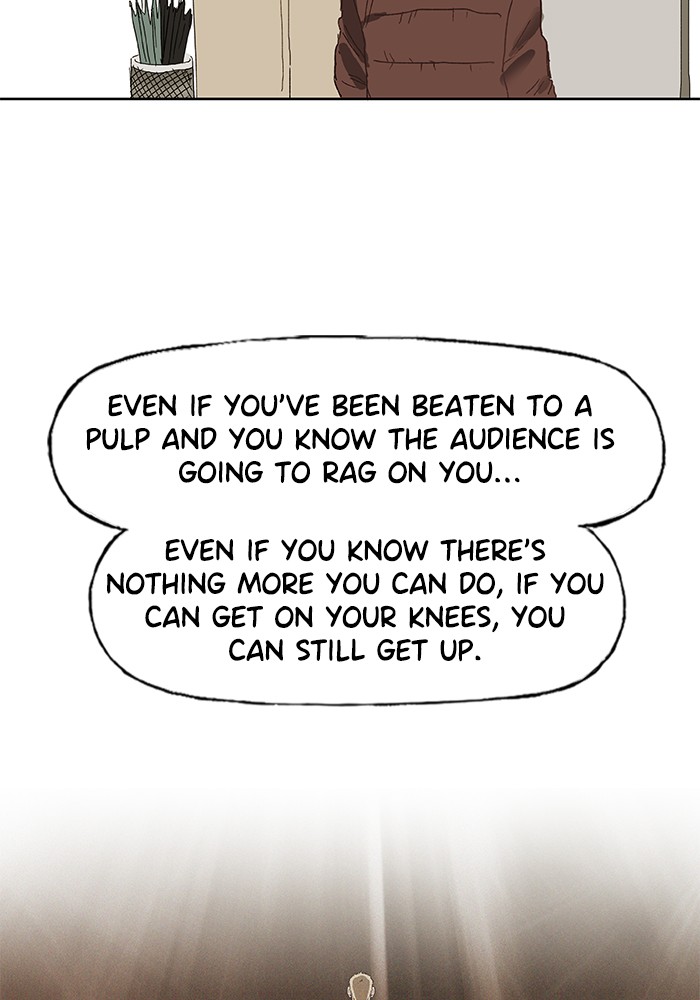 EVEN IF YOU'VE BEEN BEATEN TO A
PULP AND YOU KNOW THE AUDIENCE IS
GOING TO RAG ON YOU...
EVEN IF YOU KNOW THERE'S
NOTHING MORE YOU CAN DO, IF YOU
CAN GET ON YOUR KNEES, YOU
CAN STILL GET UP.